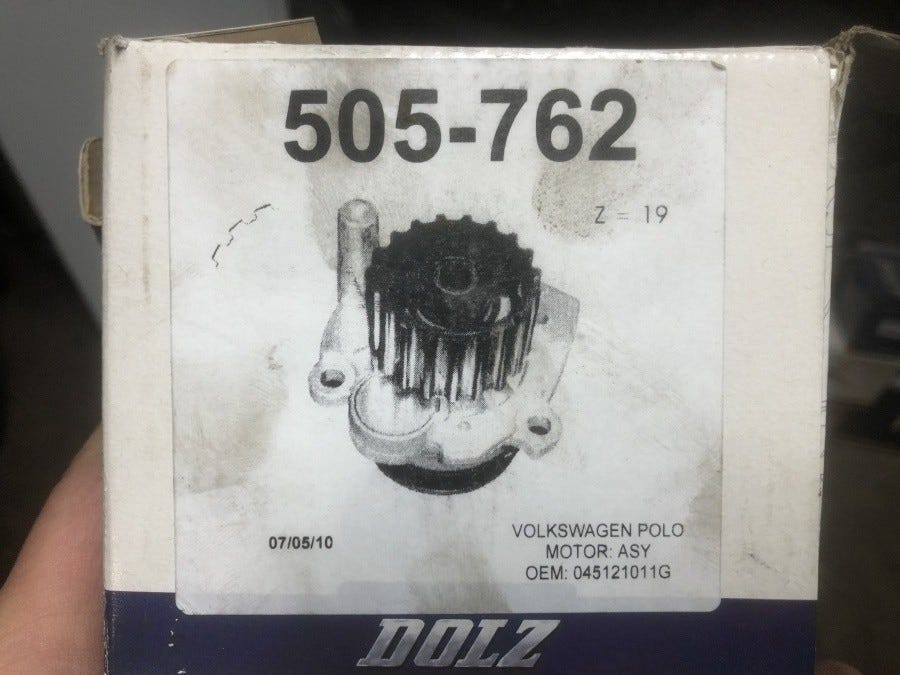 505-762
Z = 19
07/05/10
VOLKSWAGEN POLO
MOTOR: ASY
OEM: 045121011G
DOLZ